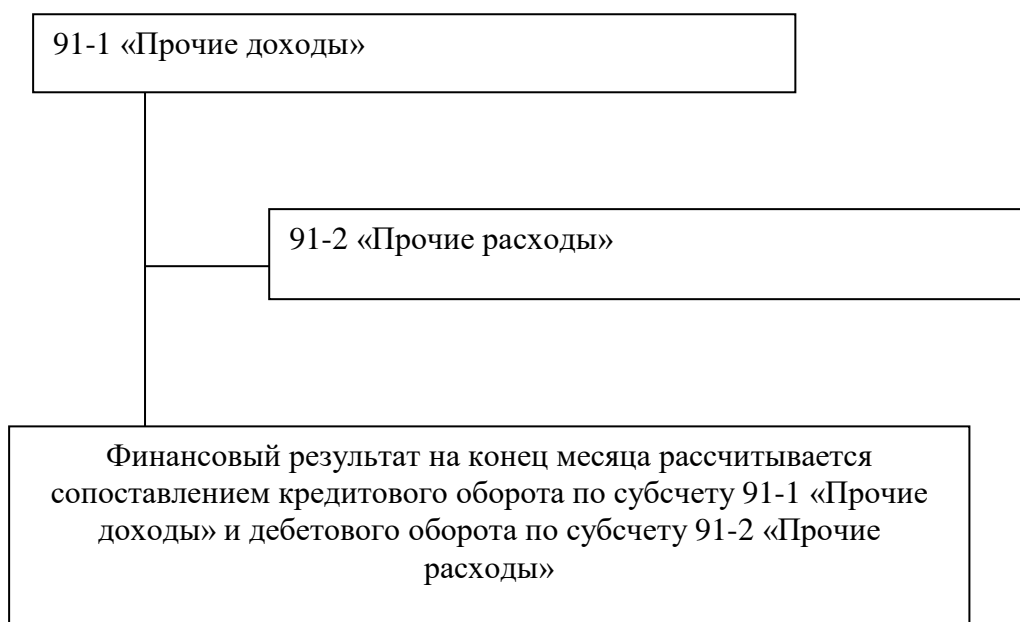 91-1 «Прочие доходы»
91-2 «Прочие расходы»
Финансовый результат на конец месяца рассчитывается
сопоставлением кредитового оборота по субсчету 91-1 «Прочие
доходы» и дебетового оборота по субсчету 91-2 «Прочие
расходы»